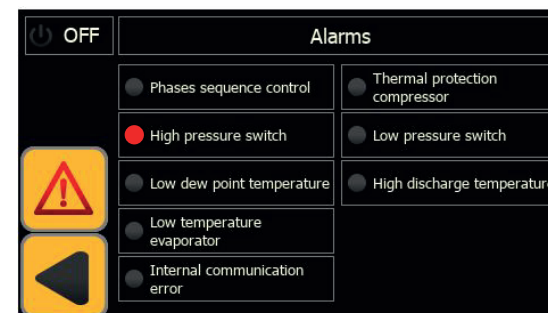 OFF
Alarms
Phases sequence control
Thermal protection
compressor
High pressure switch
Low pressure switch
Low dew point temperature
High discharge temperature
Low temperature
evaporator
Internal communication
error